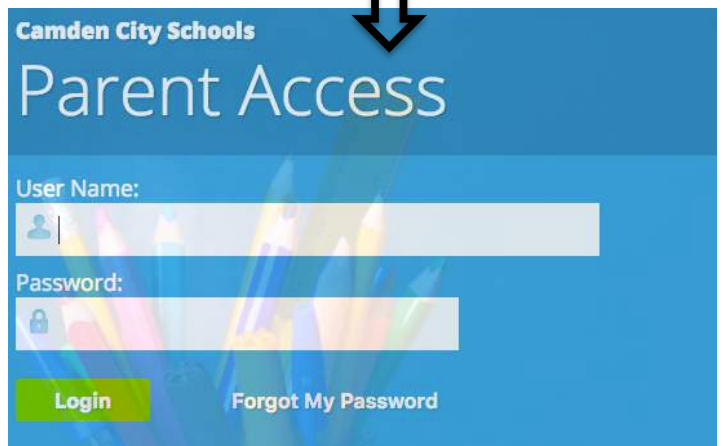 Camden City Schools
Parent Access
User Name:
Password:
Login Forgot My Password